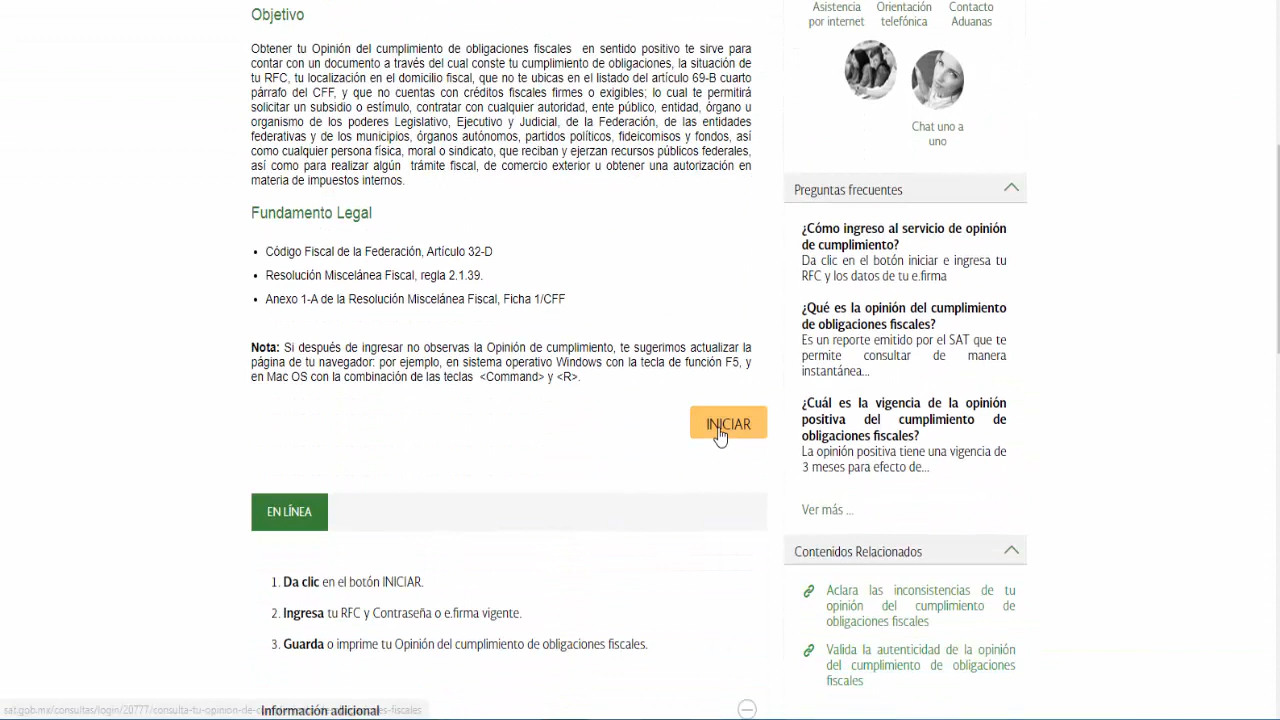 Objetivo
Obtener tu Opinión del cumplimiento de obligaciones fiscales en sentido positivo te sirve para
contar con un documento a través del cual conste tu cumplimiento de obligaciones, la situación de
tu RFC, tu localización en el domicilio fiscal, que no te ubicas en el listado del artículo 69-B cuarto
párrafo del CFF, y que no cuentas con créditos fiscales firmes o exigibles; lo cual te permitirá
solicitar un subsidio o estímulo, contratar con cualquier autoridad, ente público, entidad, órgano u
organismo de los poderes Legislativo, Ejecutivo y Judicial, de la Federación, de las entidades
federativas y de los municipios, órganos autónomos, partidos políticos, fideicomisos y fondos, así
como cualquier persona física, moral o sindicato, que reciban y ejerzan recursos públicos federales,
así como para realizar algún trámite fiscal, de comercio exterior u obtener una autorización en
materia de impuestos internos.
Fundamento Legal
• Código Fiscal de la Federación, Artículo 32-D
• Resolución Miscelánea Fiscal, regla 2.1.39.
• Anexo 1-A de la Resolución Miscelánea Fiscal, Ficha 1/CFF
Nota: Si después de ingresar no observas la Opinión de cumplimiento, te sugerimos actualizar la
página de tu navegador: por ejemplo, en sistema operativo Windows con la tecla de función F5, y
en Mac OS con la combinación de las teclas <Command> y <R>.
INICIAR
EN LÍNEA
1. Da clic en el botón INICIAR.
2. Ingresa tu RFC y Contraseña o e.firma vigente.
3. Guarda o imprime tu Opinión del cumplimiento de obligaciones fiscales.
Información adicional
Asistencia
por internet
Orientación
telefónica
Contacto
Aduanas
Chat uno a
uno
Preguntas frecuentes
¿Cómo ingreso al servicio de opinión
de cumplimiento?
Da clic en el botón iniciar e ingresa tu
RFC y los datos de tu e.firma
¿Qué es la opinión del cumplimiento
de obligaciones fiscales?
Es un reporte emitido por el SAT que te
permite consultar de manera
instantánea...
¿Cuál es la vigencia de la opinión
positiva del cumplimiento de
obligaciones fiscales?
La opinión positiva tiene una vigencia de
3 meses para efecto de...
Ver más ...
Contenidos Relacionados
Aclara las inconsistencias de tu
opinión del cumplimiento de
obligaciones fiscales
Valida la autenticidad de la opinión
del cumplimiento de obligaciones
fiscales